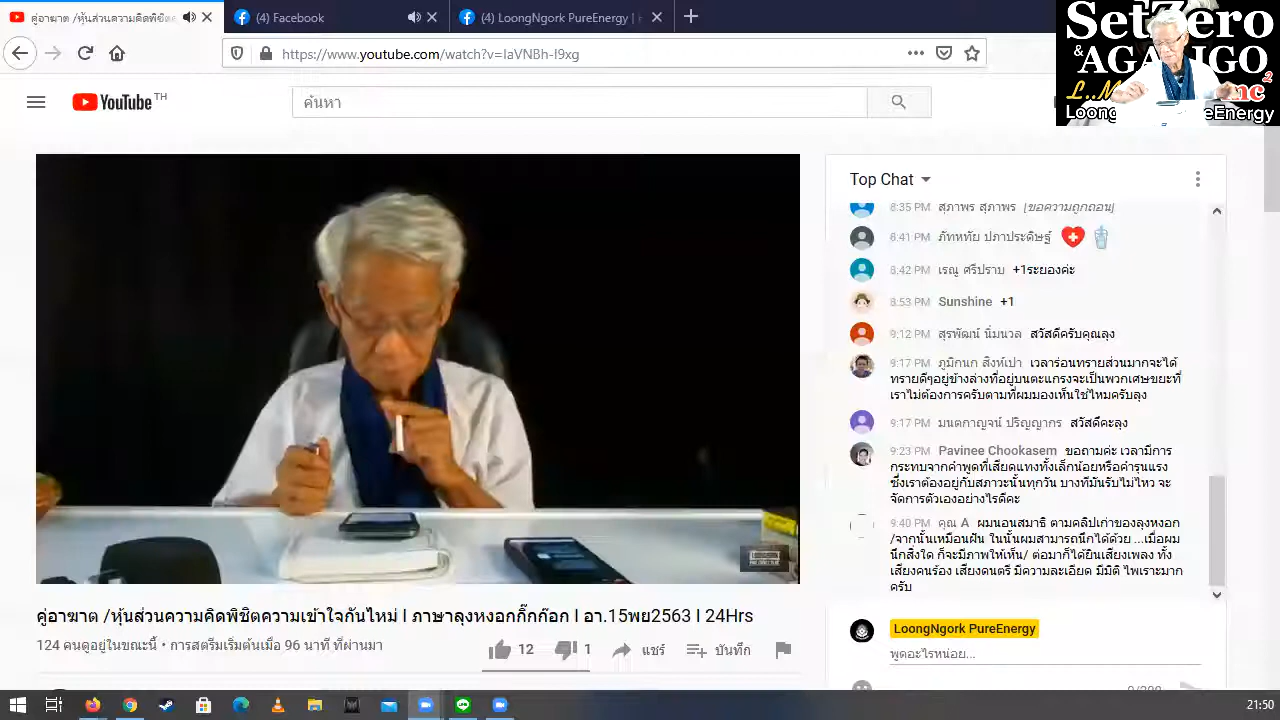 คู่อาฆาต /หุ้นส่วนความคิดพิชิตค
(4) Facebook
(4) LoongNgork PureEnergy |
https://www.youtube.com/watch?v=IaVNBh-I9xg
SetZero
&
L..M
2
Loong
reEnergy
YouTube TH
ค้นหา
Top Chat
8:35 PM สุภาพร สุภาพร [ข้อความถูกถอน]
8:41 PM ภัทหทัย ปภาประดิษฐ์
8:42 PM เรณู ศรีปราบ +1ระยองค่ะ
8:53 PM Sunshine +1
9:12 PM สุรพัฒน์ นิ่มนวล สวัสดีครับคุณลุง
9:17 PM ภูมิกนก สิงห์เปา เวลาร่อนทรายส่วนมากจะได้
ทรายดีๆอยู่ข้างล่างที่อยู่บนตะแกรงจะเป็นพวกเศษขยะที่
เราไม่ต้องการครับตามที่ผมมองเห็นใช่ไหมครับลุง
9:17 PM มนตกาญจน์ ปริญญากร สวัสดีคะลุง
9:23 PM Pavinee Chookasem ขอถามค่ะ เวลามีการ
กระทบจากคำพูดที่เสียดแทงทั้งเล็กน้อยหรือคำรุนแรง
ซึ่งเราต้องอยู่กับสภาวะนั้นทุกวัน บางทีมันรับไม่ไหว จะ
จัดการตัวเองอย่างไรดีคะ
9:40 PM คุณ A ผมนอนสมาธิ ตามคลิปเก่าของลุงหงอก
/จากนั้นเหมือนฝัน ในนั้นผมสามารถนึกได้ด้วย ...เมื่อผม
นึกสิ่งใด ก็จะมีภาพให้เห็น/ ต่อมาก็ได้ยินเสียงเพลง ทั้ง
เสียงคนร้อง เสียงดนตรี มีความละเอียด มีมิติ ไพเราะมาก
ครับ
LoongNgork PureEnergy
พูดอะไรหน่อย...
0/200
คู่อาฆาต /หุ้นส่วนความคิดพิชิตความเข้าใจกันไหม่ l ภาษาลุงหงอกกิ๊กก๊อก l อา.15พย2563 l 24Hrs
124 คนดูอยู่ในขณะนี้ • การสตรีมเริ่มต้นเมื่อ 96 นาที ที่ผ่านมา
12
1
แชร์
บันทึก
21:50